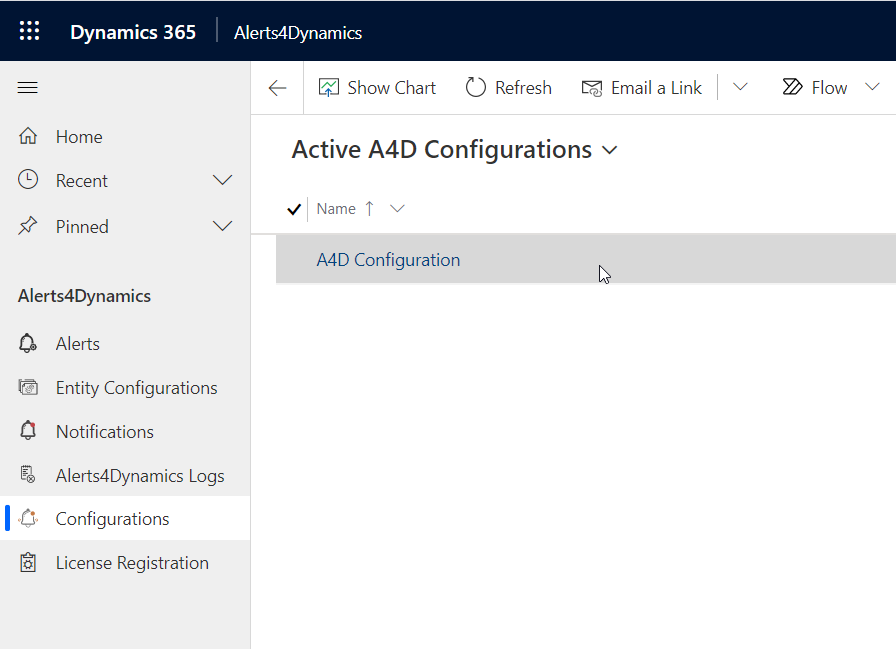 Dynamics 365 Alerts4Dynamics
Show Chart Refresh Email a Link Flow
Home
Recent
Pinned
Alerts4Dynamics
Alerts
Entity Configurations
Notifications
Alerts4Dynamics Logs
Configurations
License Registration
Active A4D Configurations
Name
A4D Configuration